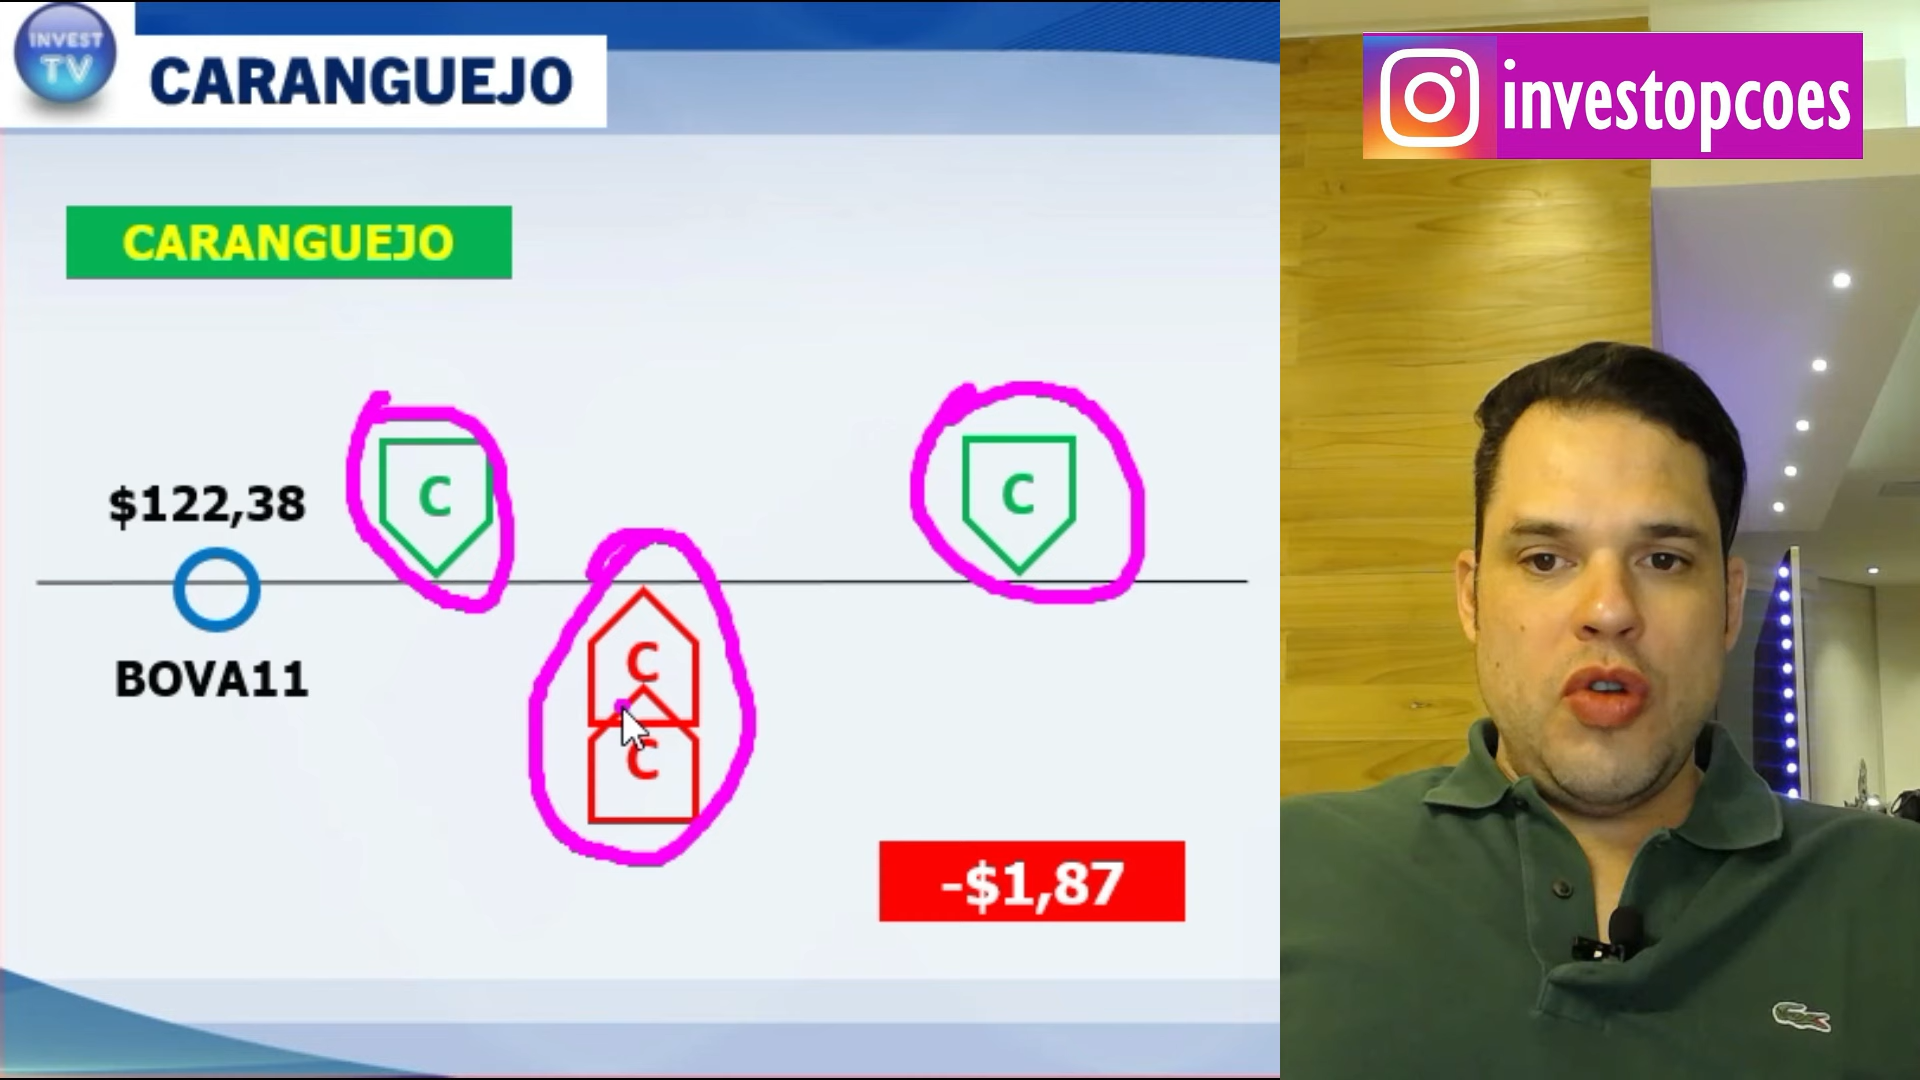 INVEST
TV
CARANGUEJO
investopcoes
CARANGUEJO
C
C
$122,38
C
BOVA11
C
-$1,87